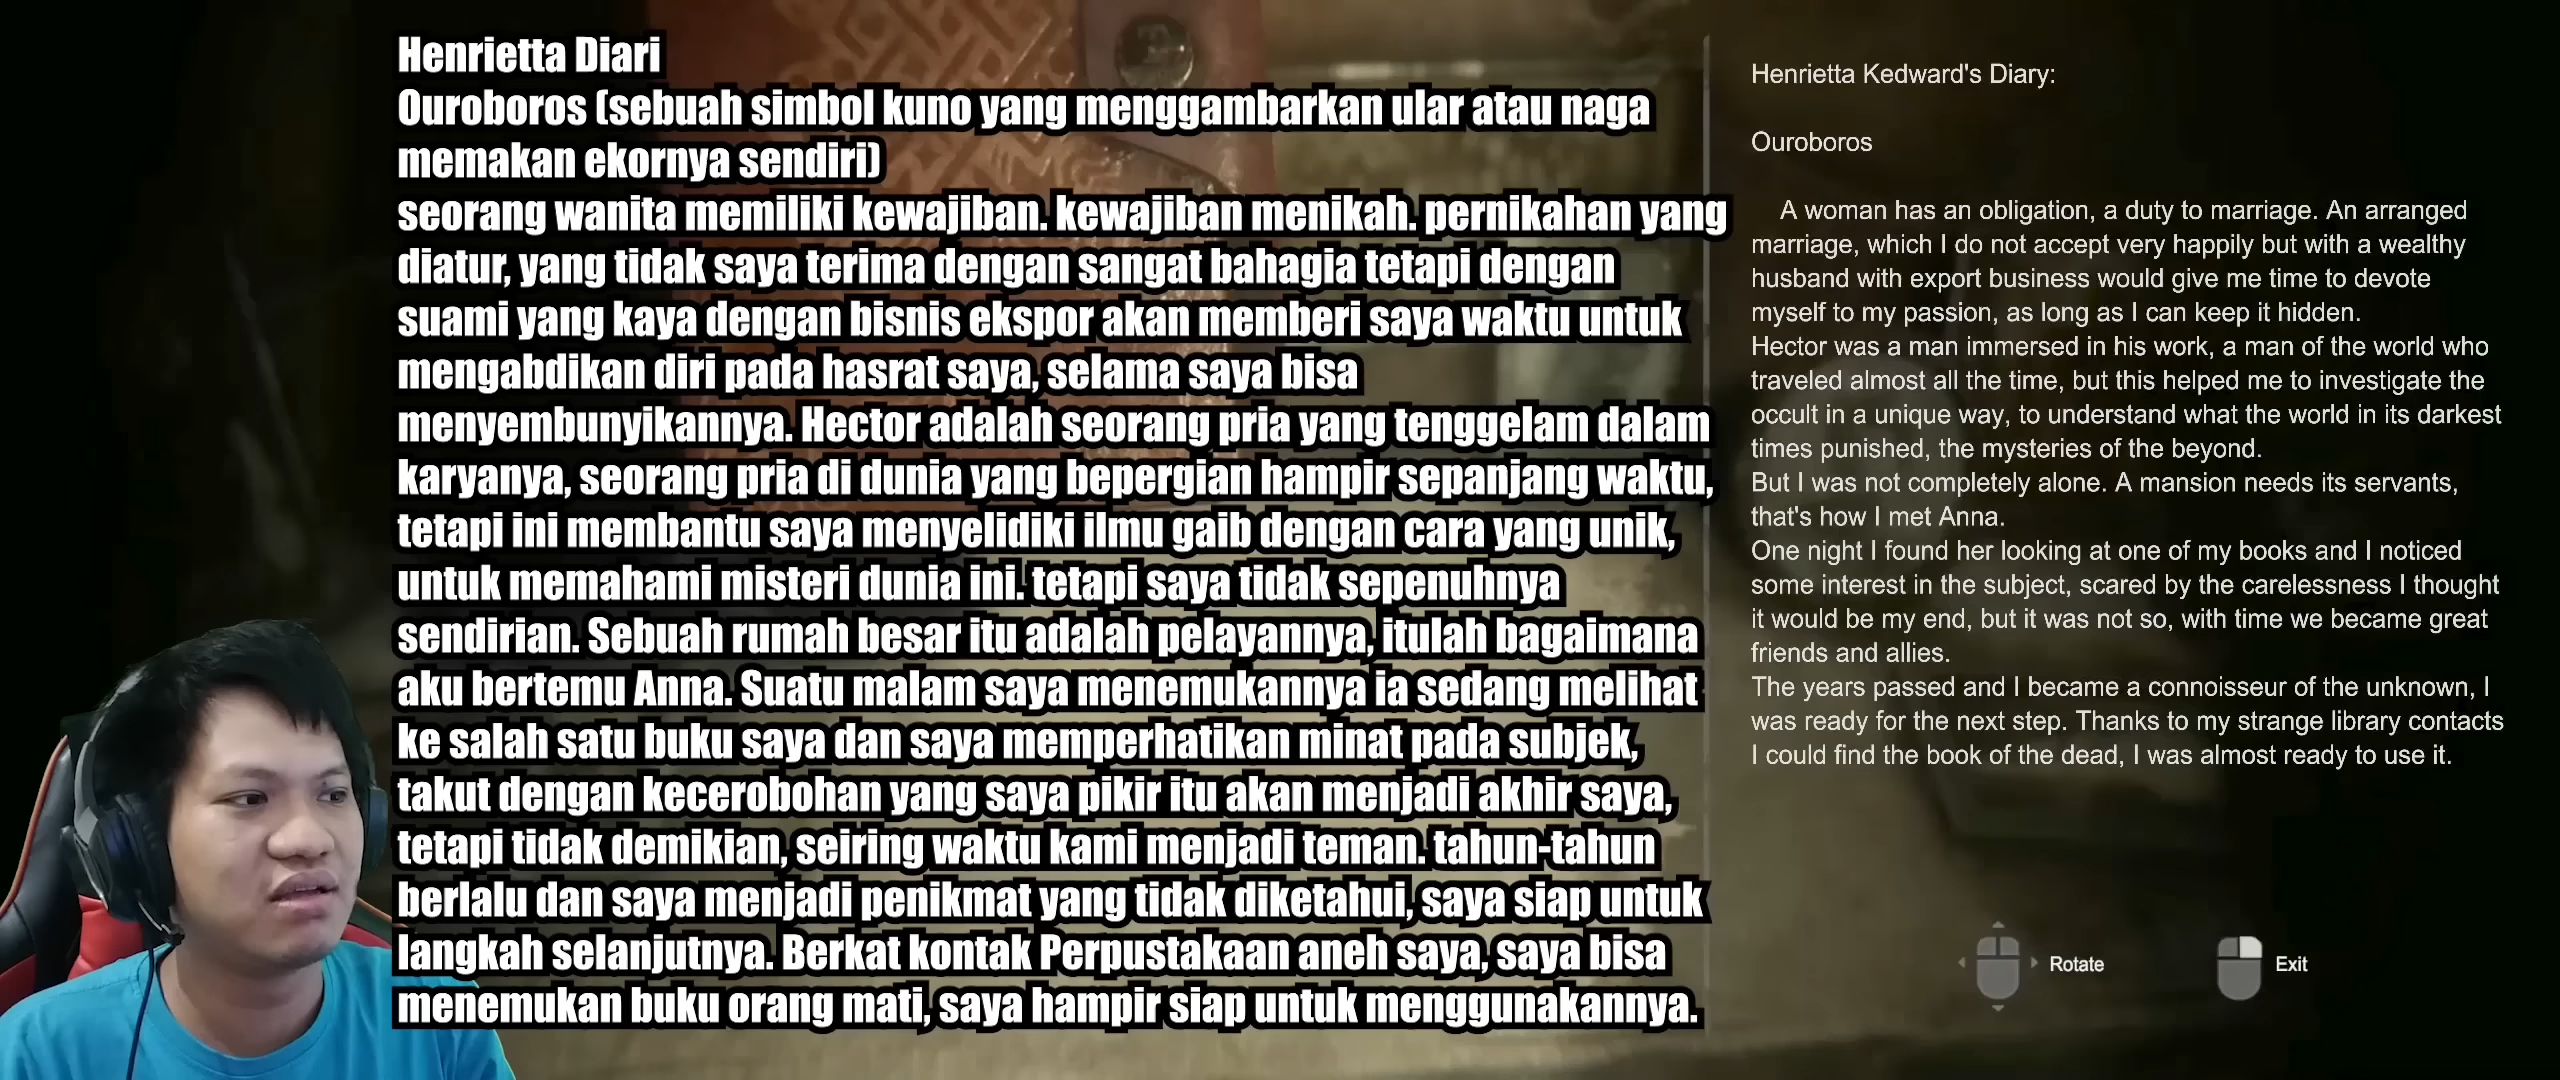 Henrietta Diari
Ouroboros (sebuah simbol kuno yang menggambarkan ular atau naga
memakan ekornya sendiri)
seorang wanita memiliki kewajiban. kewajiban menikah. pernikahan yang
diatur, yang tidak saya terima dengan sangat bahagia tetapi dengan
suami yang kaya dengan bisnis ekspor akan memberi saya waktu untuk
mengabdikan diri pada hasrat saya, selama saya bisa
menyembunyikannya. Hector adalah seorang pria yang tenggelam dalam
karyanya, seorang pria di dunia yang bepergian hampir sepanjang waktu,
tetapi ini membantu saya menyelidiki ilmu gaib dengan cara yang unik,
untuk memahami misteri dunia ini. tetapi saya tidak sepenuhnya
sendirian. Sebuah rumah besar itu adalah pelayannya, itulah bagaimana
aku bertemu Anna. Suatu malam saya menemukannya ia sedang melihat
ke salah satu buku saya dan saya memperhatikan minat pada subjek,
takut dengan kecerobohan yang saya pikir itu akan menjadi akhir saya,
tetapi tidak demikian, seiring waktu kami menjadi teman. tahun-tahun
berlalu dan saya menjadi penikmat yang tidak diketahui, saya siap untuk
langkah selanjutnya. Berkat kontak Perpustakaan aneh saya, saya bisa
menemukan buku orang mati, saya hampir siap untuk menggunakannya.
Henrietta Kedward's Diary:
Ouroboros
A woman has an obligation, a duty to marriage. An arranged
marriage, which I do not accept very happily but with a wealthy
husband with export business would give me time to devote
myself to my passion, as long as I can keep it hidden.
Hector was a man immersed in his work, a man of the world who
traveled almost all the time, but this helped me to investigate the
occult in a unique way, to understand what the world in its darkest
times punished, the mysteries of the beyond.
But I was not completely alone. A mansion needs its servants,
that's how I met Anna.
One night I found her looking at one of my books and I noticed
some interest in the subject, scared by the carelessness I thought
it would be my end, but it was not so, with time we became great
friends and allies.
The years passed and I became a connoisseur of the unknown, I
was ready for the next step. Thanks to my strange library contacts
I could find the book of the dead, I was almost ready to use it.
Rotate
Exit